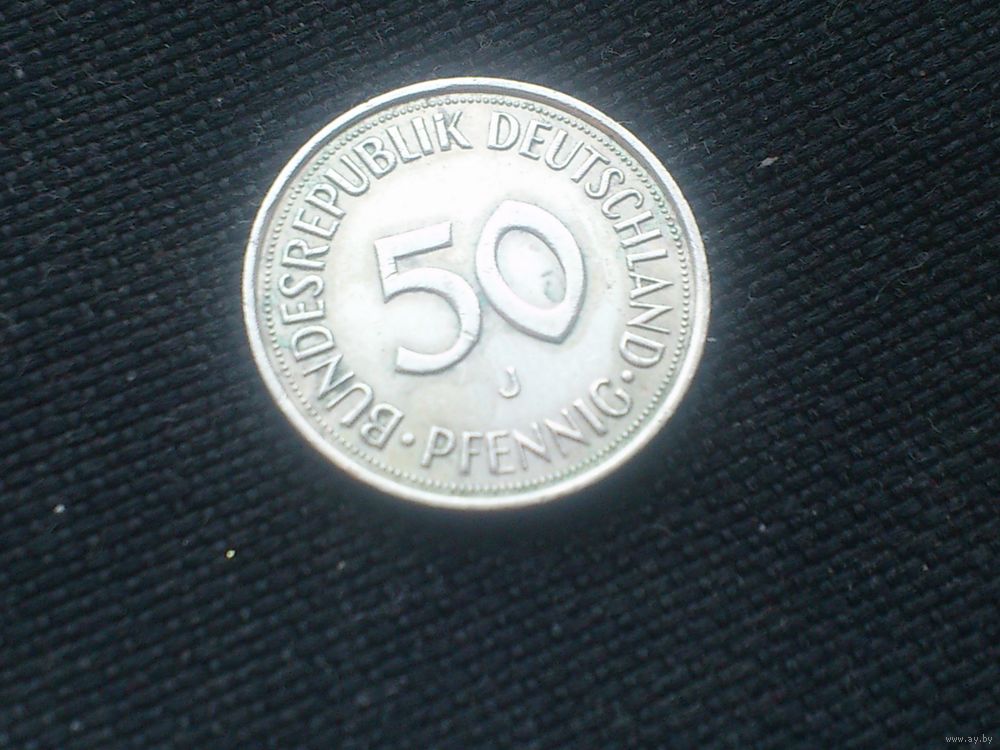 BUNDESREPUBLIK DEUTSCHLAND
50
J
· PFENNIG ·
www.ay.by